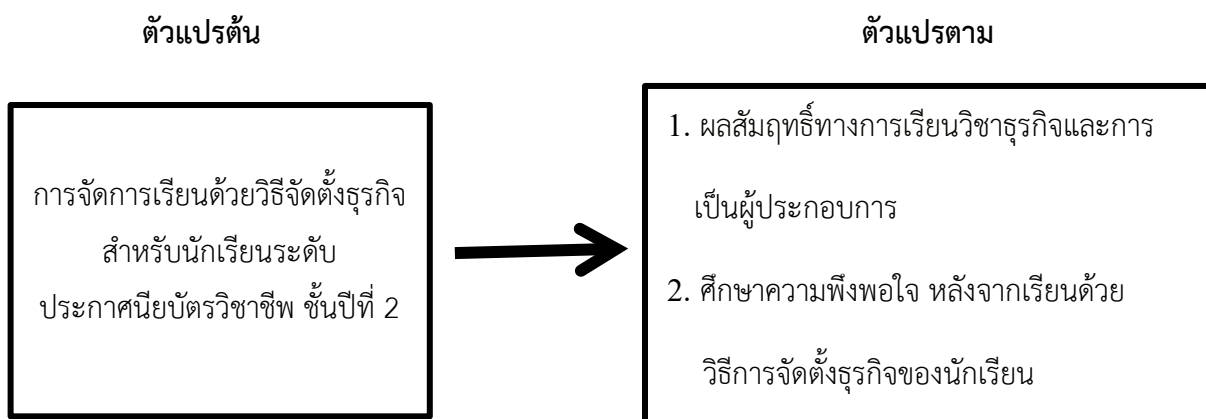 ตัวแปรต้น
ตัวแปรตาม
การจัดการเรียนด้วยวิธีจัดตั้งธุรกิจ
สำหรับนักเรียนระดับ
ประกาศนียบัตรวิชาชีพ ชั้นปีที่ 2
1. ผลสัมฤทธิ์ทางการเรียนวิชาธุรกิจและการ
เป็นผู้ประกอบการ
2. ศึกษาความพึงพอใจ หลังจากเรียนด้วย
วิธีการจัดตั้งธุรกิจของนักเรียน